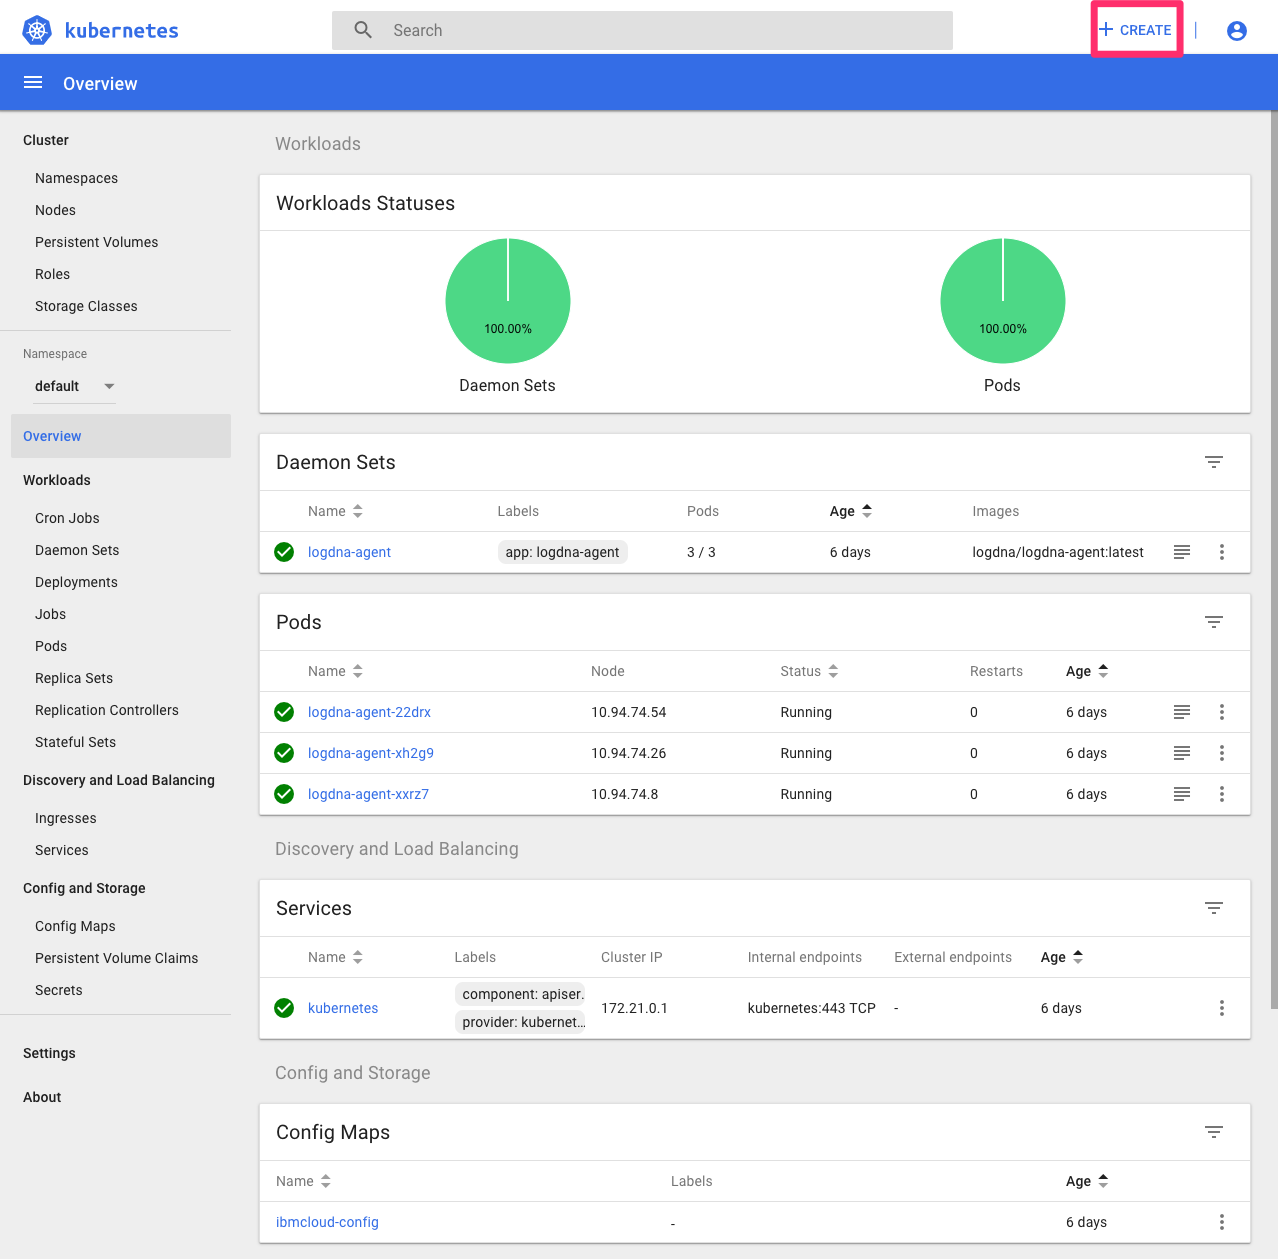 kubernetes
Search
CREATE
Overview
Cluster
Namespaces
Nodes
Persistent Volumes
Roles
Storage Classes
Namespace
default
Overview
Workloads
Cron Jobs
Daemon Sets
Deployments
Jobs
Pods
Replica Sets
Replication Controllers
Stateful Sets
Discovery and Load Balancing
Ingresses
Services
Config and Storage
Config Maps
Persistent Volume Claims
Secrets
Settings
About
Workloads
Workloads Statuses
100.00%
Daemon Sets
100.00%
Pods
Daemon Sets
Name Labels Pods Age Images
logdna-agent app: logdna-agent 3 / 3 6 days logdna/logdna-agent:latest
Pods
Name Node Status Restarts Age
logdna-agent-22drx 10.94.74.54 Running 0 6 days
logdna-agent-xh2g9 10.94.74.26 Running 0 6 days
logdna-agent-xxrz7 10.94.74.8 Running 0 6 days
Discovery and Load Balancing
Services
Name Labels Cluster IP Internal endpoints External endpoints Age
kubernetes component: apiser. 172.21.0.1 kubernetes:443 TCP - 6 days
provider: kubernet...
Config and Storage
Config Maps
Name Labels Age
ibmcloud-config - 6 days